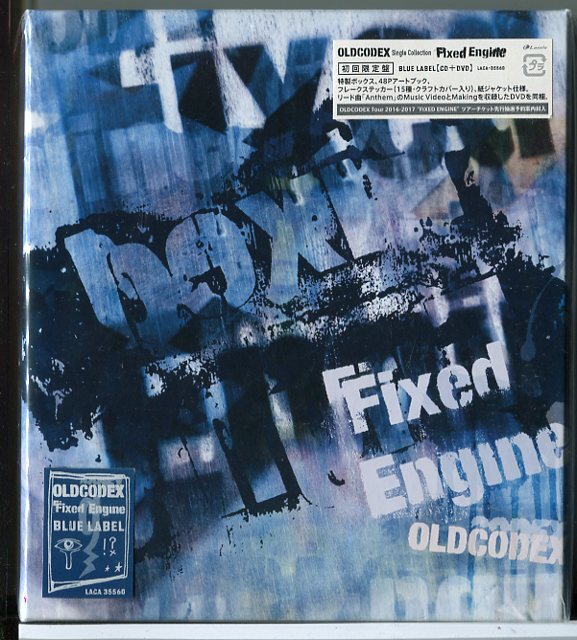 OLDCODEX Single Collection "Fixed Engine"
初回限定盤 BLUE LABEL [CD+DVD] LACA-35560
特製ボックス、48Pアートブック、
フレークステッカー(15種・クラフトカバー入り)、紙ジャケット仕様。
リード曲「Anthem」のMusic VideoとMakingを収録したDVDを同梱。
OLDCODEX Tour 2016-2017 "FIXED ENGINE" ツアーチケット先行抽選予約案内封入
Lantis
Fixed
Engine
OLDCODEX
OLDCODEX
"Fixed Engine"
BLUE LABEL
!?
LACA 35560